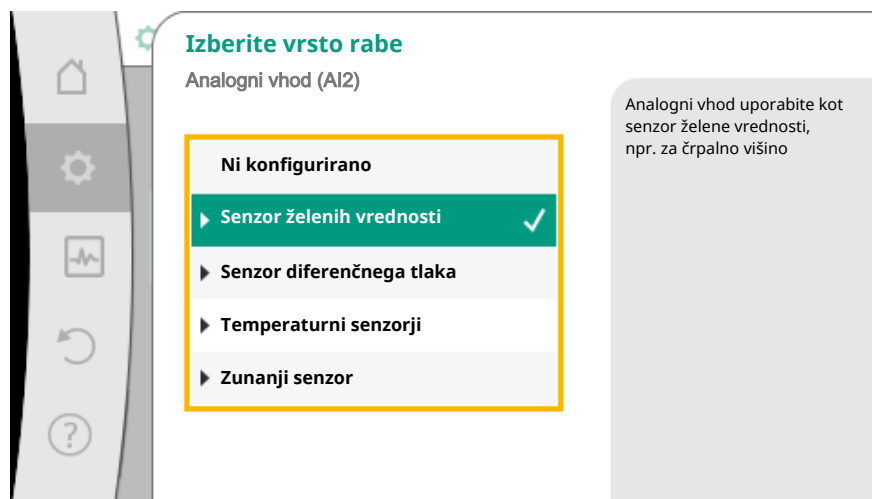 Izberite vrsto rabe
Analogni vhod (AI2)
Ni konfigurirano
Senzor želenih vrednosti
Senzor diferenčnega tlaka
Temperaturni senzorji
Zunanji senzor
Analogni vhod uporabite kot
senzor želene vrednosti,
npr. za črpalno višino
?